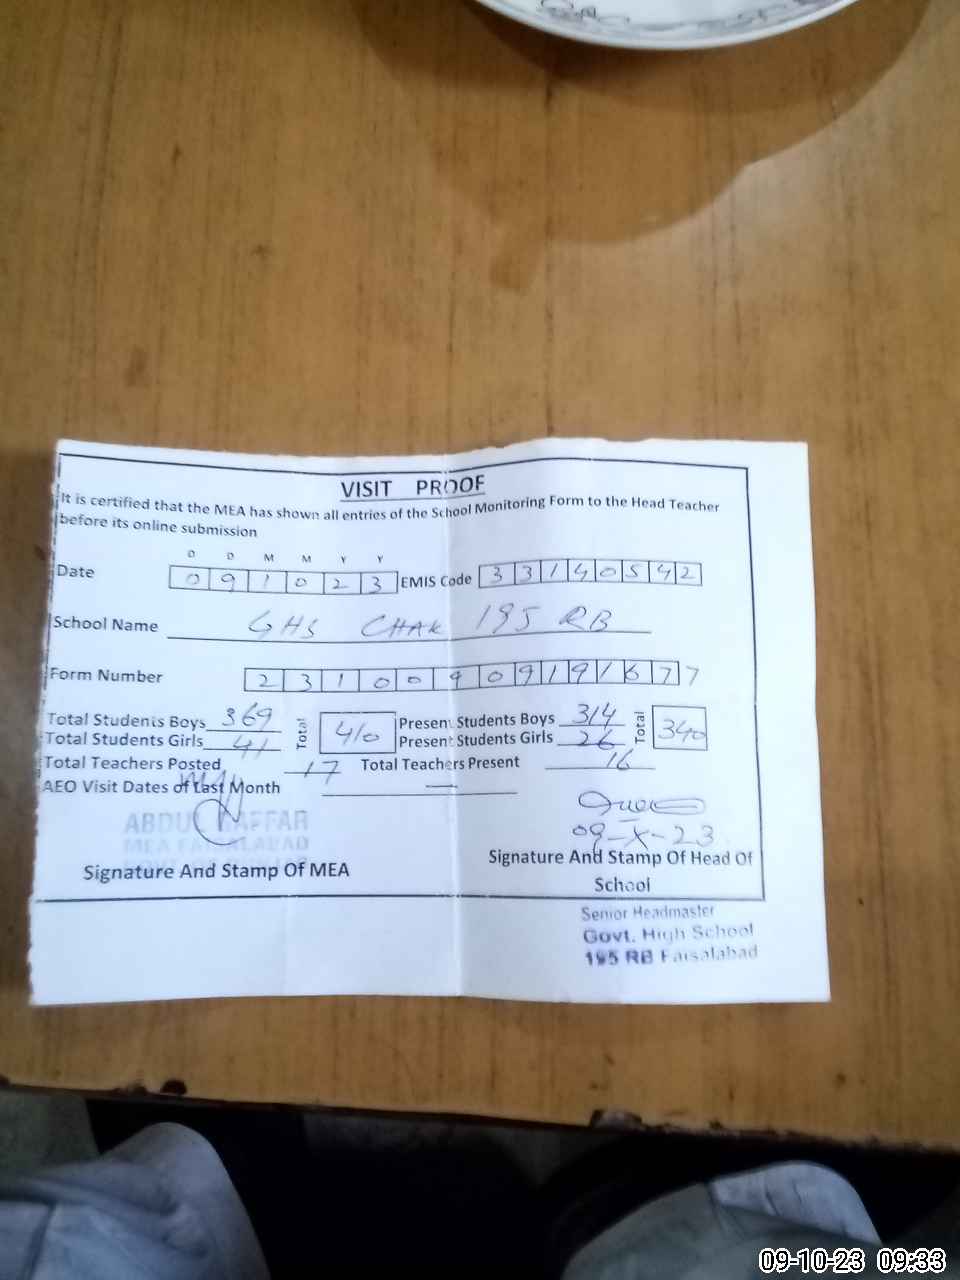 VISIT PROOF
It is certified that the MEA has shown all entries of the School Monitoring Form to the Head Teacher
before its online submission
D D M M Y Y
Date 0 9 1 0 2 3 EMIS Code 3 3 1 4 0 5 4 2
School Name GHS CHAK 195 RB
Form Number 2 3 1 0 0 9 0 9 1 9 1 6 7 7
Total Students Boys 369 Total 410 Present Students Boys 314 Total 340
Total Students Girls 41 Present Students Girls 26
Total Teachers Posted 17 Total Teachers Present 16
AEO Visit Dates of Last Month —
ABDUL GAFFAR
MEA FAISALABAD
09-X-23
Signature And Stamp Of MEA
Signature And Stamp Of Head Of
School
Senior Headmaster
Govt. High School
195 RB Faisalabad
09-10-23 09:33